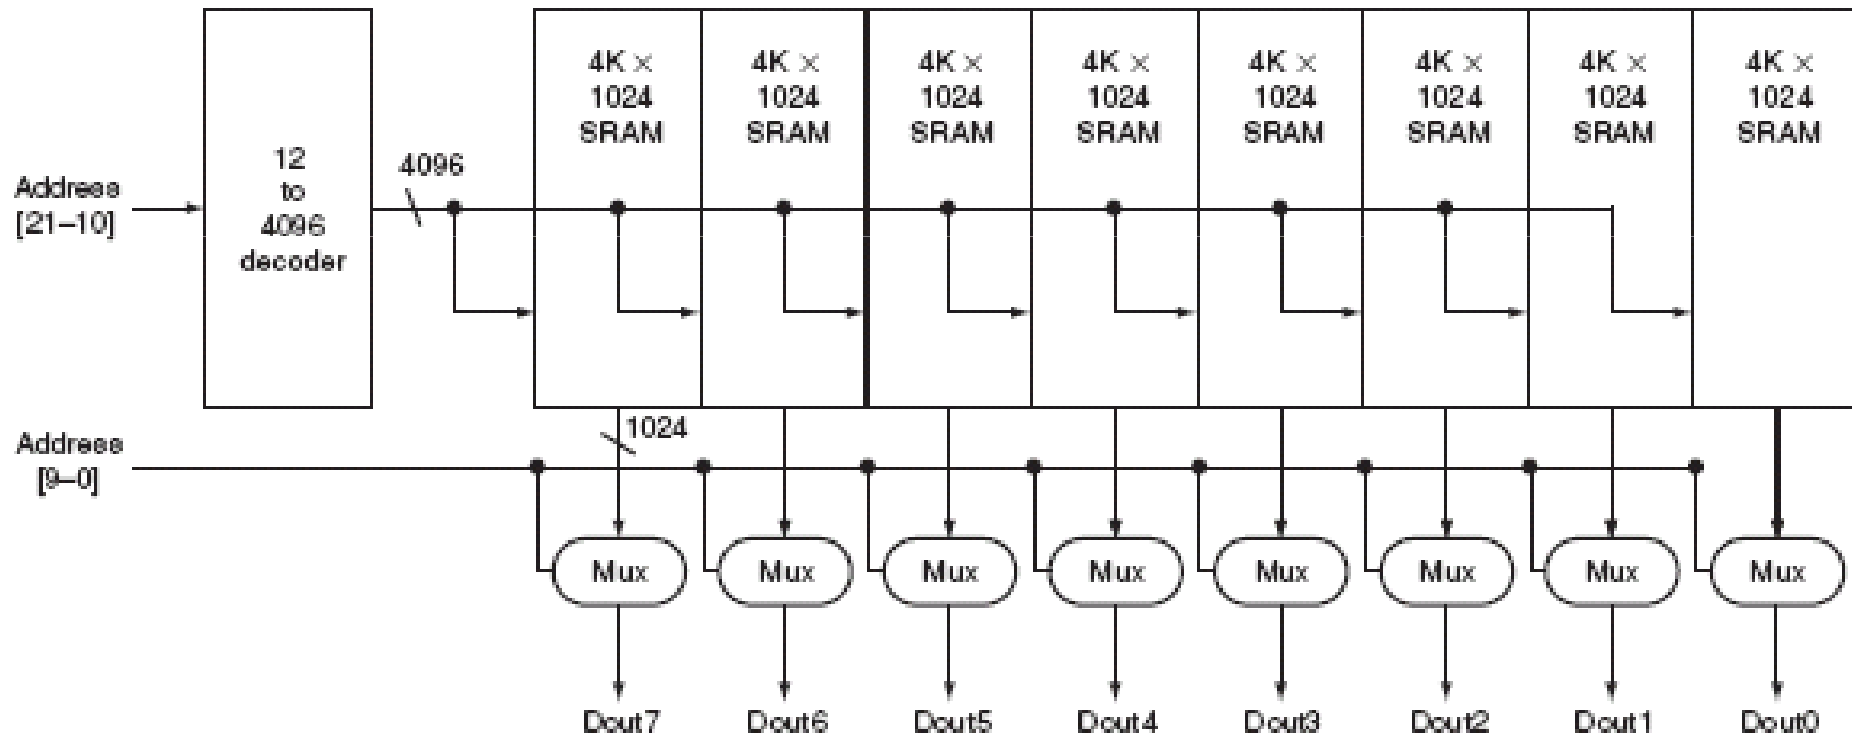 4K × 4K × 4K × 4K × 4K × 4K × 4K × 4K ×
1024 1024 1024 1024 1024 1024 1024 1024
SRAM SRAM SRAM SRAM SRAM SRAM SRAM SRAM
12
to
4096
decoder
4096
Address
[21–10]
1024
Address
[9–0]
Mux Mux Mux Mux Mux Mux Mux Mux
Dout7 Dout6 Dout5 Dout4 Dout3 Dout2 Dout1 Dout0